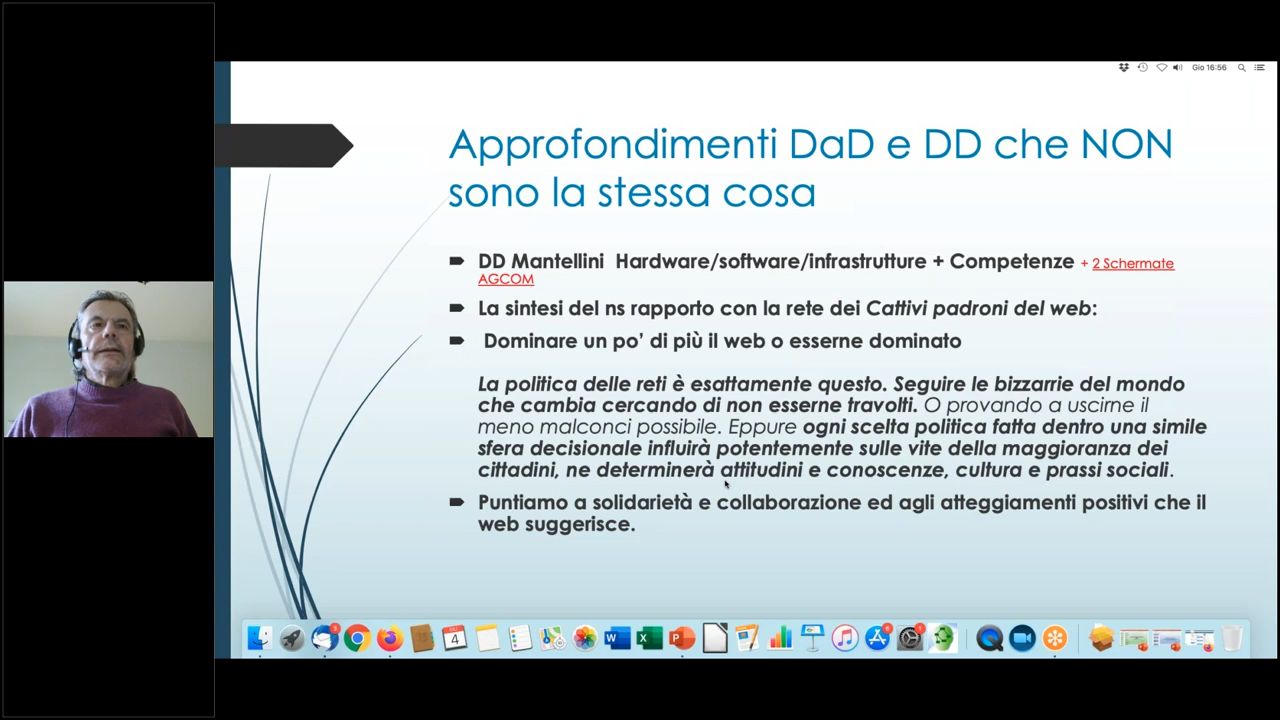 Gio 16:56
Approfondimenti DaD e DD che NON
sono la stessa cosa
DD Mantellini Hardware/software/infrastrutture + Competenze + 2 Schermate
AGCOM
La sintesi del ns rapporto con la rete dei Cattivi padroni del web:
Dominare un po' di più il web o esserne dominato
La politica delle reti è esattamente questo. Seguire le bizzarrie del mondo
che cambia cercando di non esserne travolti. O provando a uscirne il
meno malconci possibile. Eppure ogni scelta politica fatta dentro una simile
sfera decisionale influirà potentemente sulle vite della maggioranza dei
cittadini, ne determinerà attitudini e conoscenze, cultura e prassi sociali.
Puntiamo a solidarietà e collaborazione ed agli atteggiamenti positivi che il
web suggerisce.
4